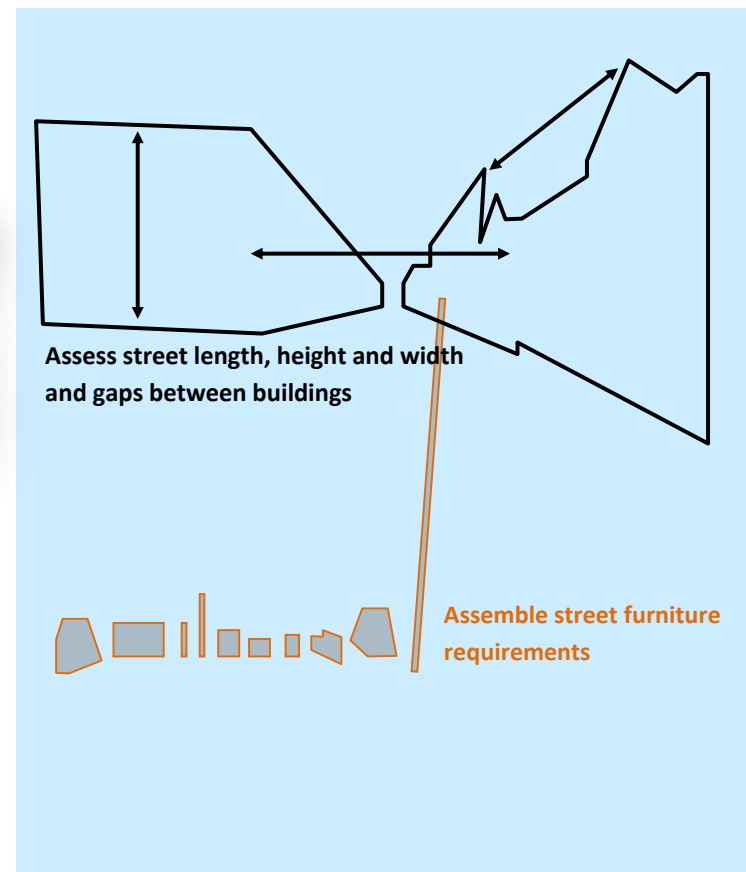 Assess street length, height and width
and gaps between buildings
Assemble street furniture
requirements